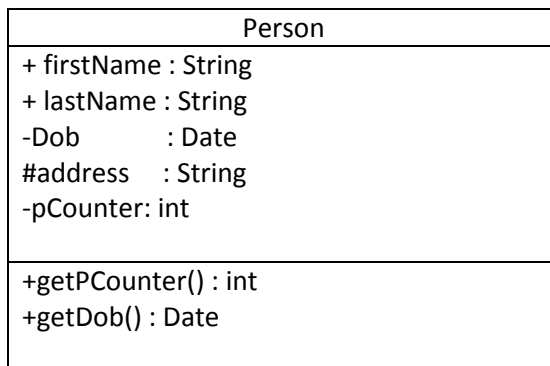 Person
+ firstName : String
+ lastName : String
-Dob : Date
#address : String
-pCounter: int
+getPCounter() : int
+getDob() : Date